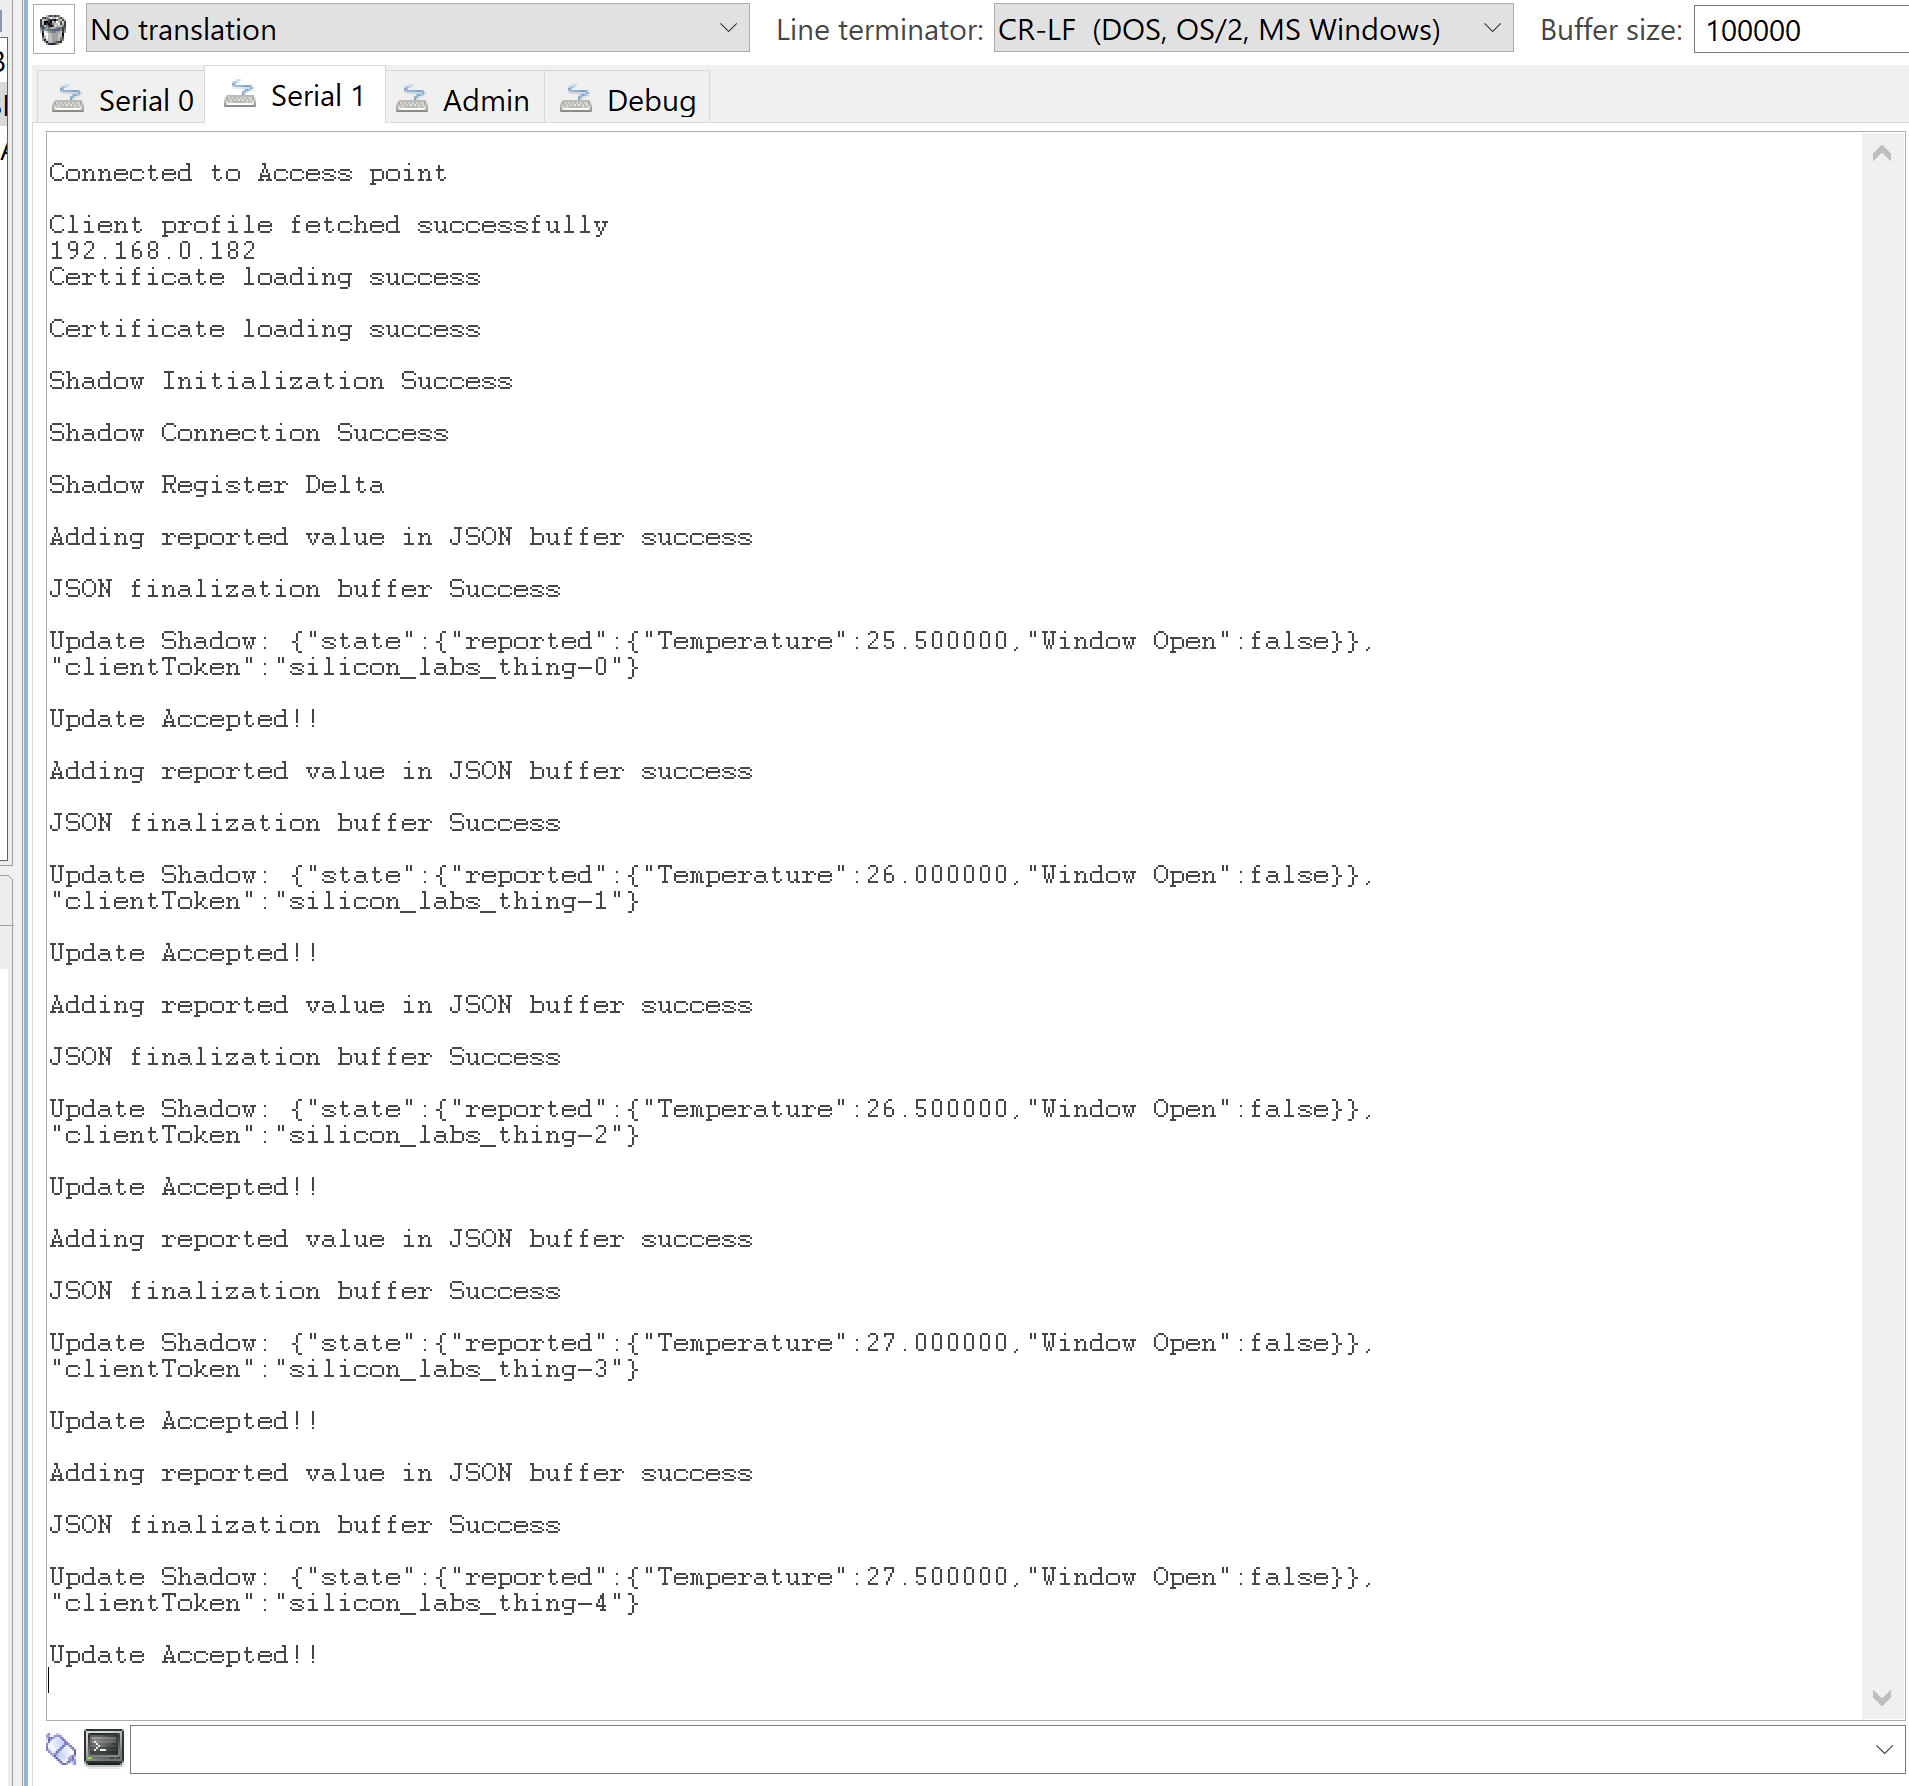 No translation
Line terminator: CR-LF (DOS, OS/2, MS Windows)
Buffer size: 100000
Serial 0
Serial 1
Admin
Debug
Connected to Access point
Client profile fetched successfully
192.168.0.182
Certificate loading success
Certificate loading success
Shadow Initialization Success
Shadow Connection Success
Shadow Register Delta
Adding reported value in JSON buffer success
JSON finalization buffer Success
Update Shadow: {"state":{"reported":{"Temperature":25.500000,"Window Open":false}},
"clientToken":"silicon_labs_thing-0"}
Update Accepted!!
Adding reported value in JSON buffer success
JSON finalization buffer Success
Update Shadow: {"state":{"reported":{"Temperature":26.000000,"Window Open":false}},
"clientToken":"silicon_labs_thing-1"}
Update Accepted!!
Adding reported value in JSON buffer success
JSON finalization buffer Success
Update Shadow: {"state":{"reported":{"Temperature":26.500000,"Window Open":false}},
"clientToken":"silicon_labs_thing-2"}
Update Accepted!!
Adding reported value in JSON buffer success
JSON finalization buffer Success
Update Shadow: {"state":{"reported":{"Temperature":27.000000,"Window Open":false}},
"clientToken":"silicon_labs_thing-3"}
Update Accepted!!
Adding reported value in JSON buffer success
JSON finalization buffer Success
Update Shadow: {"state":{"reported":{"Temperature":27.500000,"Window Open":false}},
"clientToken":"silicon_labs_thing-4"}
Update Accepted!!